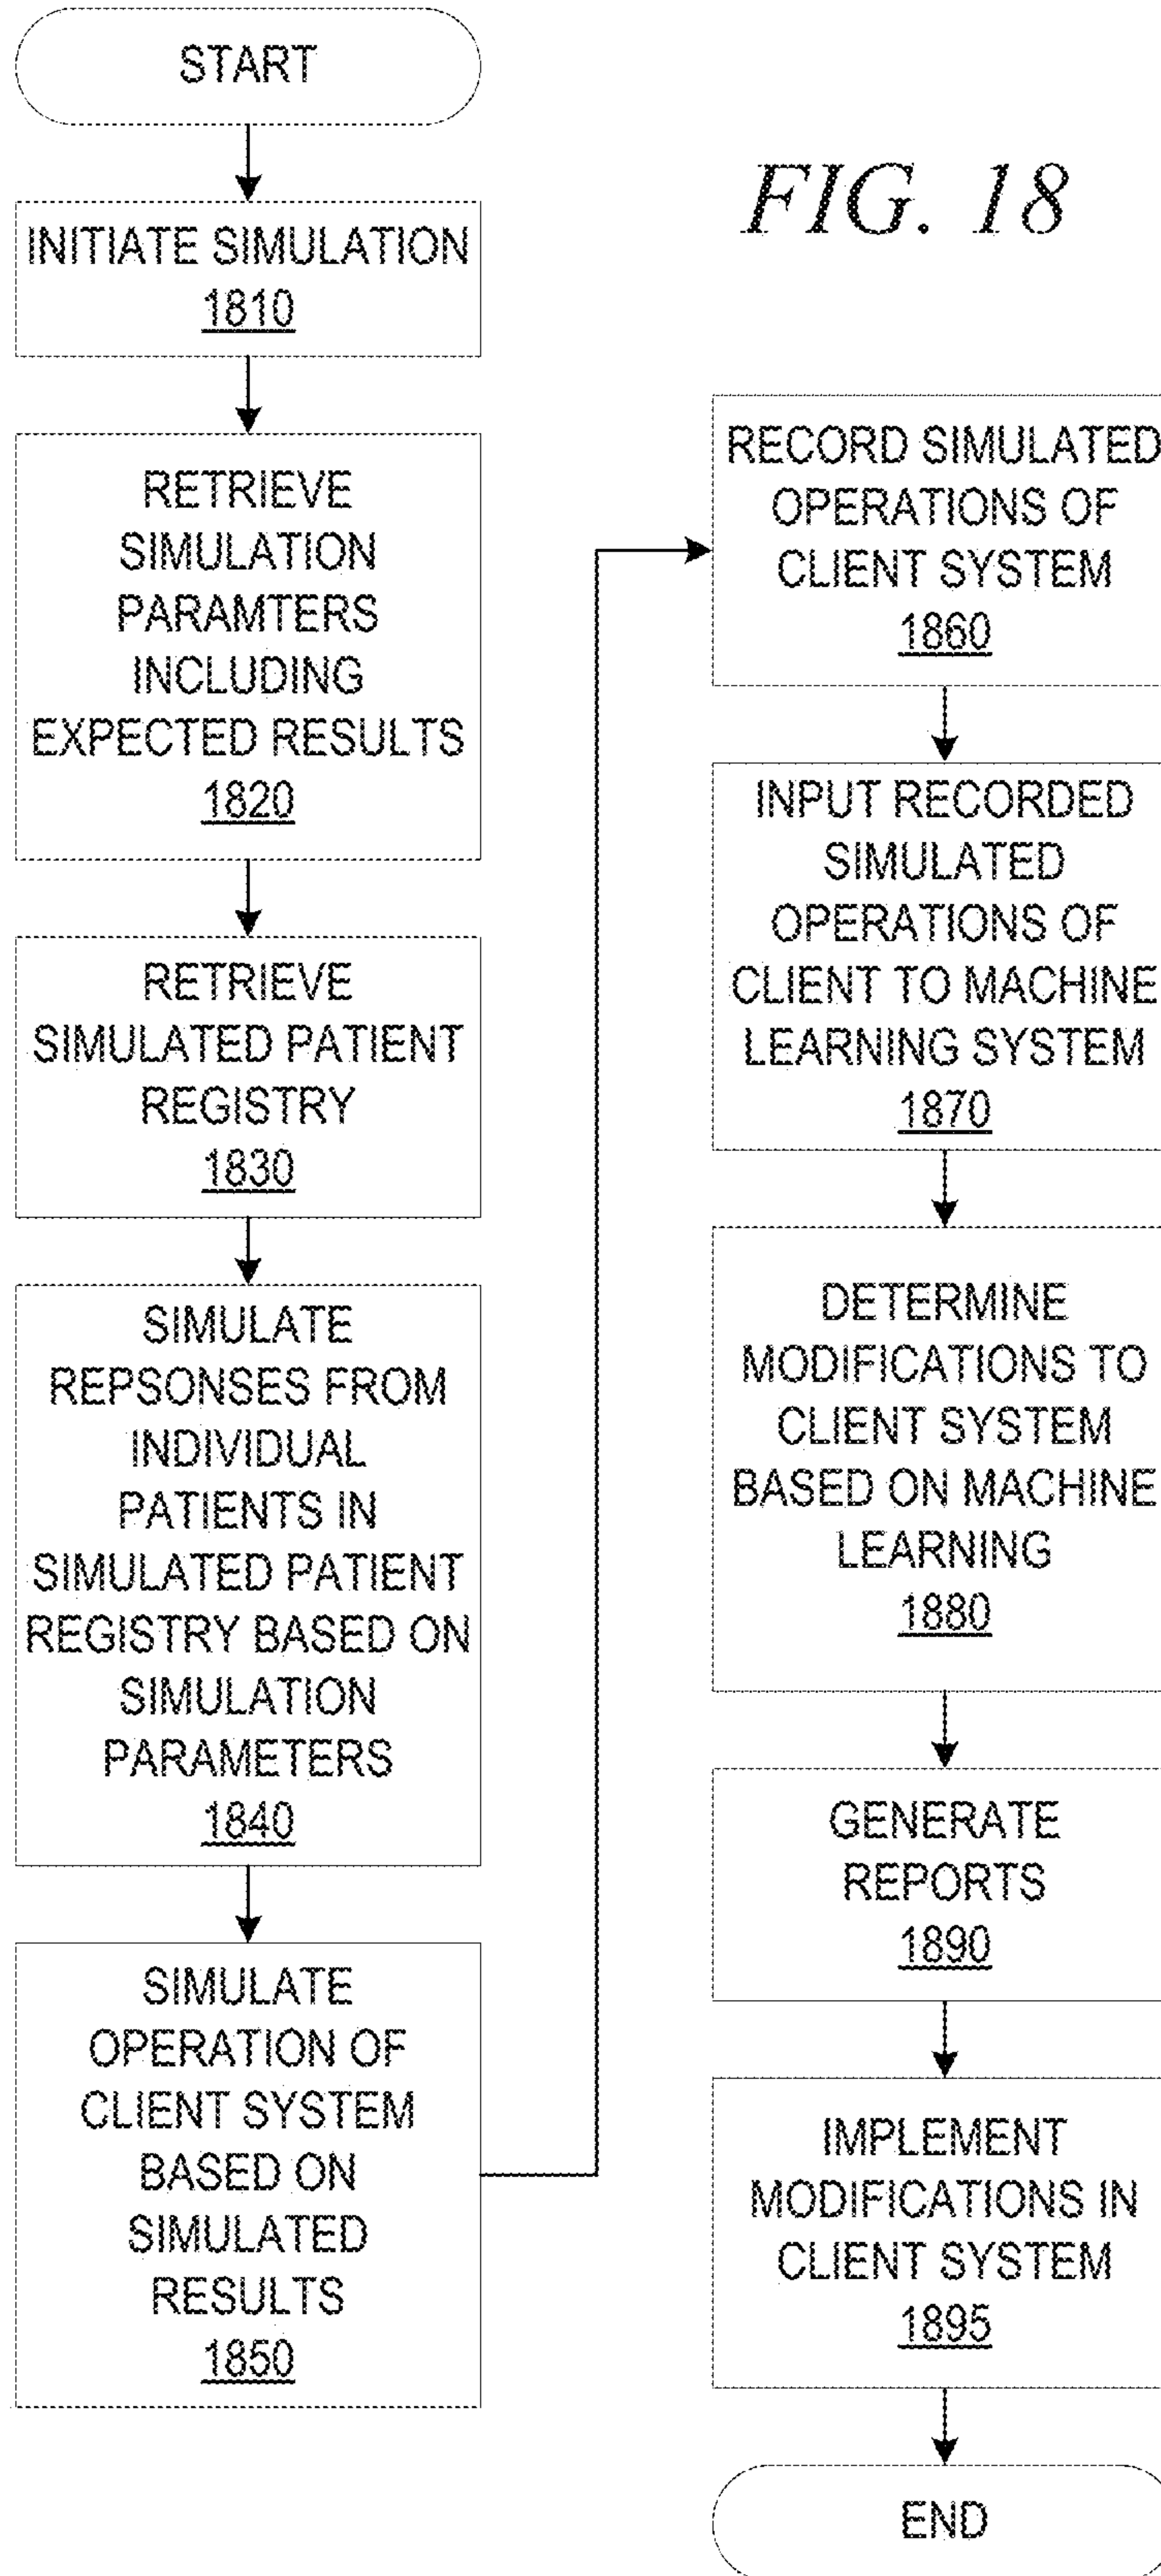 START
INITIATE SIMULATION
1810
RETRIEVE
SIMULATION
PARAMTERS
INCLUDING
EXPECTED RESULTS
1820
RETRIEVE
SIMULATED PATIENT
REGISTRY
1830
SIMULATE
REPSONSES FROM
INDIVIDUAL
PATIENTS IN
SIMULATED PATIENT
REGISTRY BASED ON
SIMULATION
PARAMETERS
1840
SIMULATE
OPERATION OF
CLIENT SYSTEM
BASED ON
SIMULATED
RESULTS
1850
FIG. 18
RECORD SIMULATED
OPERATIONS OF
CLIENT SYSTEM
1860
INPUT RECORDED
SIMULATED
OPERATIONS OF
CLIENT TO MACHINE
LEARNING SYSTEM
1870
DETERMINE
MODIFICATIONS TO
CLIENT SYSTEM
BASED ON MACHINE
LEARNING
1880
GENERATE
REPORTS
1890
IMPLEMENT
MODIFICATIONS IN
CLIENT SYSTEM
1895
END